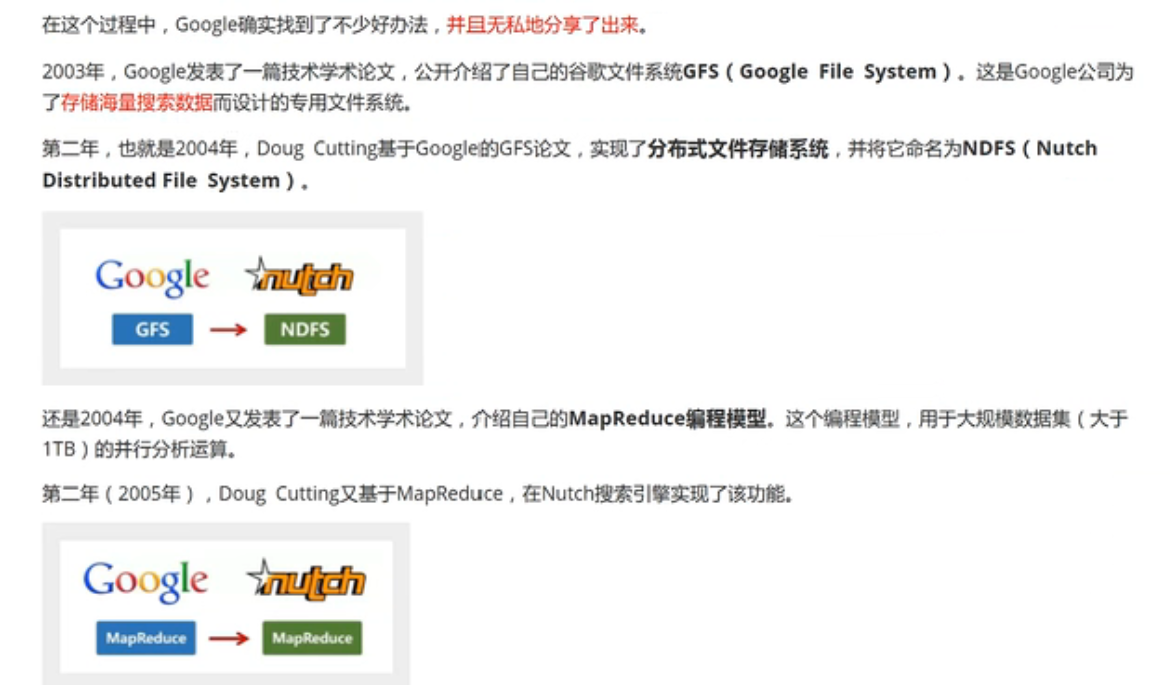 在这个过程中，Google确实找到了不少好办法，并且无私地分享了出来。
2003年，Google发表了一篇技术学术论文，公开介绍了自己的谷歌文件系统GFS（Google File System）。这是Google公司为
了存储海量搜索数据而设计的专用文件系统。
第二年，也就是2004年，Doug Cutting基于Google的GFS论文，实现了分布式文件存储系统，并将它命名为NDFS（Nutch
Distributed File System）。
Google nutch
GFS → NDFS
还是2004年，Google又发表了一篇技术学术论文，介绍自己的MapReduce编程模型。这个编程模型，用于大规模数据集（大于
1TB）的并行分析运算。
第二年（2005年），Doug Cutting又基于MapReduce，在Nutch搜索引擎实现了该功能。
Google nutch
MapReduce → MapReduce